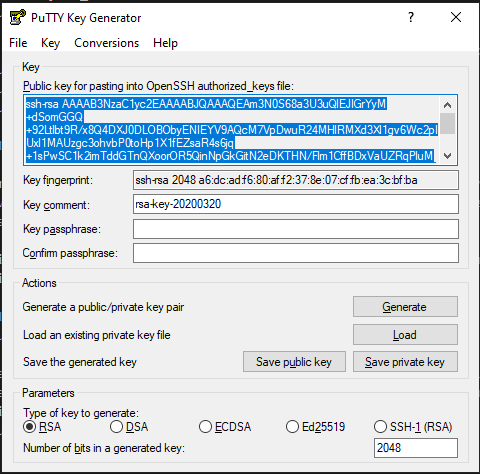 PuTTY Key Generator
File Key Conversions Help
Key
Public key for pasting into OpenSSH authorized_keys file:
ssh-rsa AAAAB3NzaC1yc2EAAAABJQAAAQEAm3N0S68a3U3uQlEJlGrYyM
+dSomGGQ
+92Ltlbt9R/x8Q4DXJ0DLOBObyENIEYV9AQcM7VpDwuR24MHlRMXd3Xl1gv6Wc2pl
Uxl1MAUzgc3ohvbP0toHp1X1fEZsaR4s6jq
+1sPwSC1k2imTddGTnQXoorOR5QinNpGkGitN2eDKTHN/Flm1CffBDxVaUZRqPluM
Key fingerprint: ssh-rsa 2048 a6:dc:ad:f6:80:af:f2:37:8e:07:cf:fb:ea:3c:bf:ba
Key comment: rsa-key-20200320
Key passphrase:
Confirm passphrase:
Actions
Generate a public/private key pair Generate
Load an existing private key file Load
Save the generated key Save public key Save private key
Parameters
Type of key to generate:
RSA DSA ECDSA Ed25519 SSH-1 (RSA)
Number of bits in a generated key: 2048